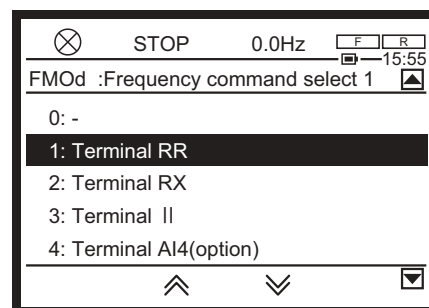 STOP 0.0Hz F R
15:55
FMOd :Frequency command select 1
0: -
1: Terminal RR
2: Terminal RX
3: Terminal II
4: Terminal AI4(option)